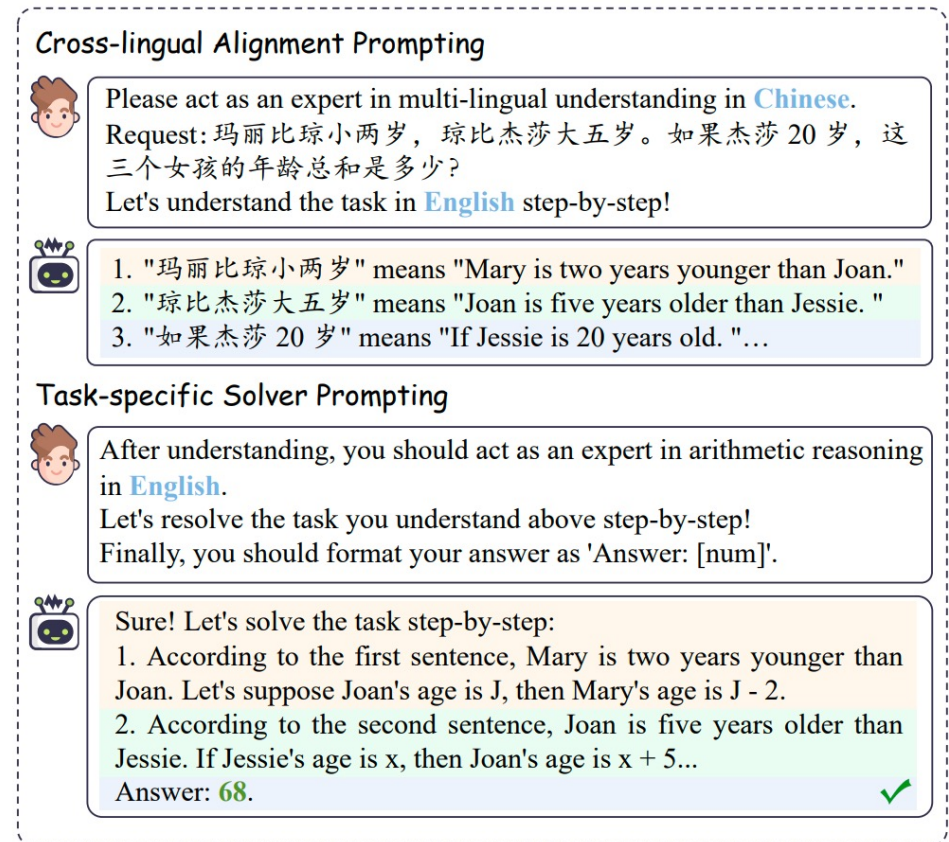 Cross-lingual Alignment Prompting
Please act as an expert in multi-lingual understanding in Chinese.
Request: 玛丽比琼小两岁，琼比杰莎大五岁。如果杰莎 20 岁，这
三个女孩的年龄总和是多少？
Let's understand the task in English step-by-step!
1. "玛丽比琼小两岁" means "Mary is two years younger than Joan."
2. "琼比杰莎大五岁" means "Joan is five years older than Jessie. "
3. "如果杰莎 20 岁" means "If Jessie is 20 years old. "…
Task-specific Solver Prompting
After understanding, you should act as an expert in arithmetic reasoning
in English.
Let's resolve the task you understand above step-by-step!
Finally, you should format your answer as 'Answer: [num]'.
Sure! Let's solve the task step-by-step:
1. According to the first sentence, Mary is two years younger than
Joan. Let's suppose Joan's age is J, then Mary's age is J - 2.
2. According to the second sentence, Joan is five years older than
Jessie. If Jessie's age is x, then Joan's age is x + 5...
Answer: 68.